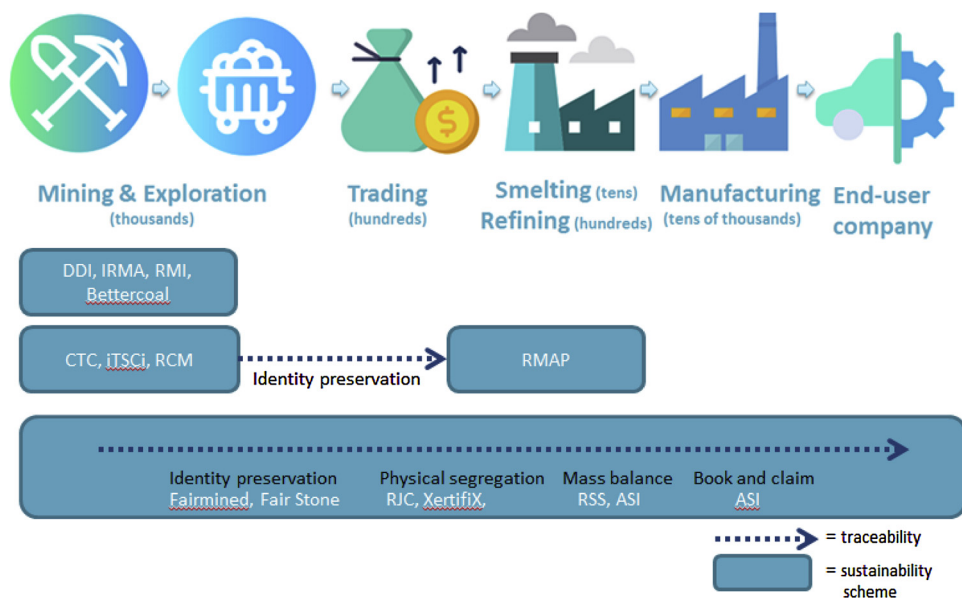 $
Mining & Exploration
(thousands)
Trading
(hundreds)
Smelting (tens)
Refining (hundreds)
Manufacturing
(tens of thousands)
End-user
company
DDI, IRMA, RMI,
Bettercoal
CTC, iTSCi, RCM
Identity preservation
RMAP
Identity preservation
Fairmined, Fair Stone
Physical segregation
RJC, XertifiX,
Mass balance
RSS, ASI
Book and claim
ASI
= traceability
= sustainability
scheme